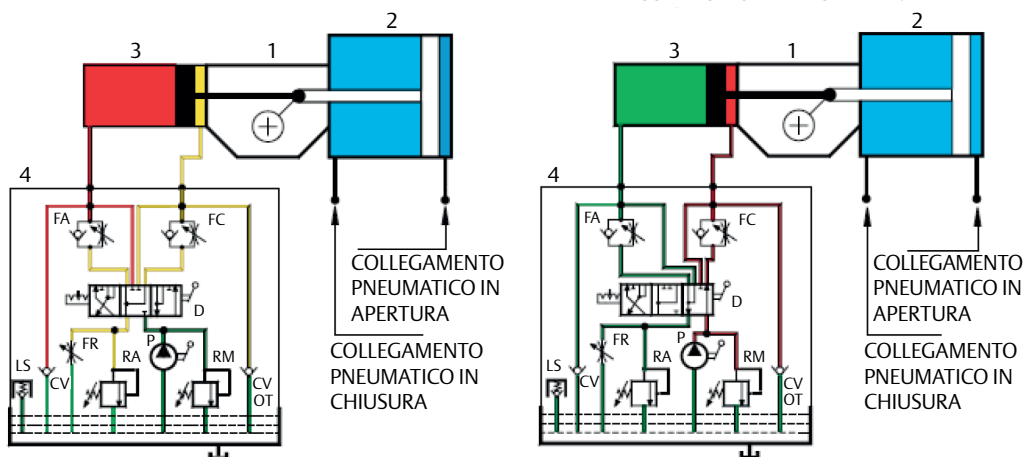 3
1
2
4
FA
FC
D
FR
RA
P
RM
LS
CV
CV
OT
COLLEGAMENTO
PNEUMATICO IN
APERTURA
COLLEGAMENTO
PNEUMATICO IN
CHIUSURA
3
1
2
4
FA
FC
D
FR
RA
P
RM
LS
CV
CV
OT
COLLEGAMENTO
PNEUMATICO IN
APERTURA
COLLEGAMENTO
PNEUMATICO IN
CHIUSURA